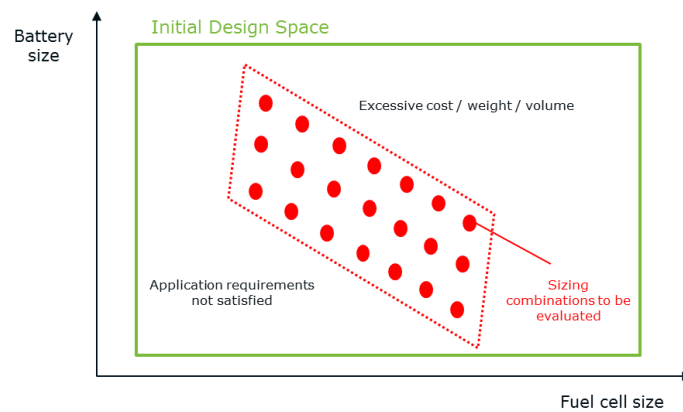 Initial Design Space
Battery
size
Excessive cost / weight / volume
Application requirements
not satisfied
Sizing
combinations to be
evaluated
Fuel cell size